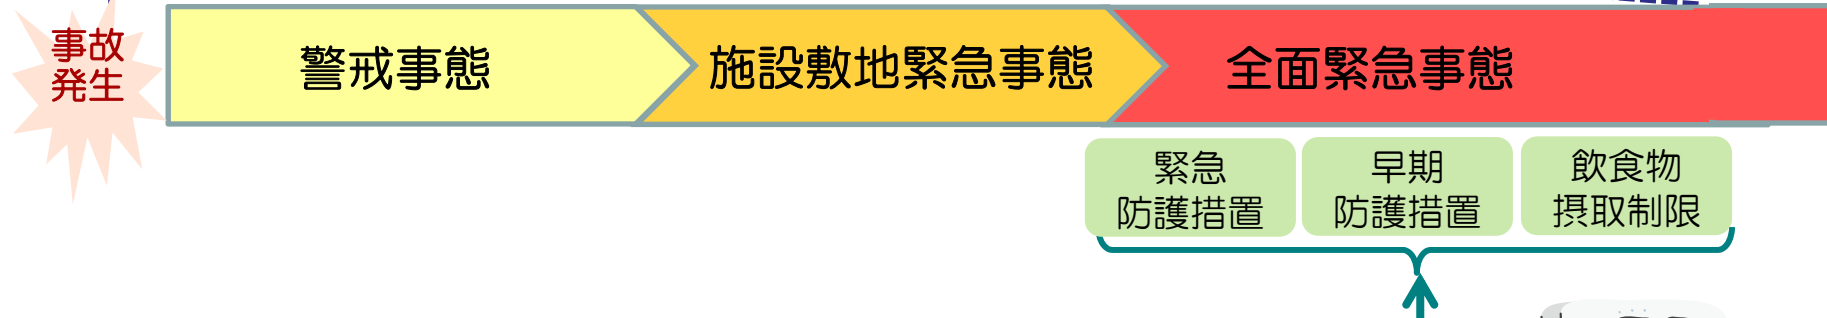 事故
発生
警戒事態
施設敷地緊急事態
全面緊急事態
緊急
防護措置
早期
防護措置
飲食物
摂取制限